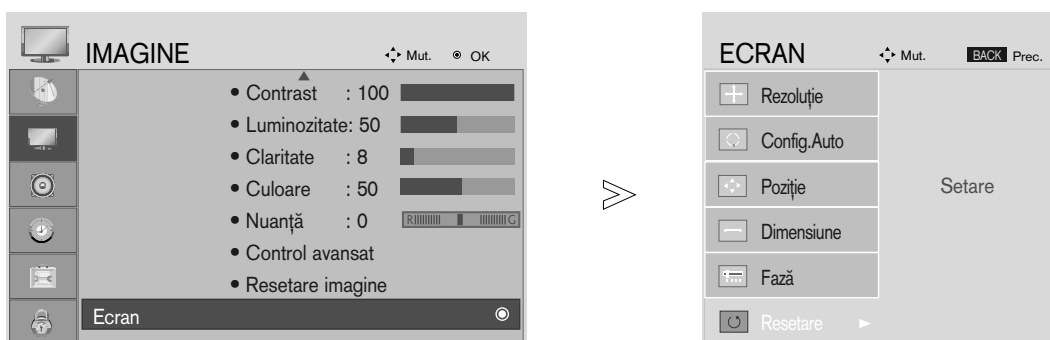 IMAGINE Mut. OK
• Contrast : 100
• Luminozitate: 50
• Claritate : 8
• Culoare : 50
• Nuanță : 0 R G
• Control avansat
• Resetare imagine
Ecran
ECRAN Mut. BACK Prec.
Rezoluție
Config.Auto
Poziție
Setare
Dimensiune
Fază
Resetare